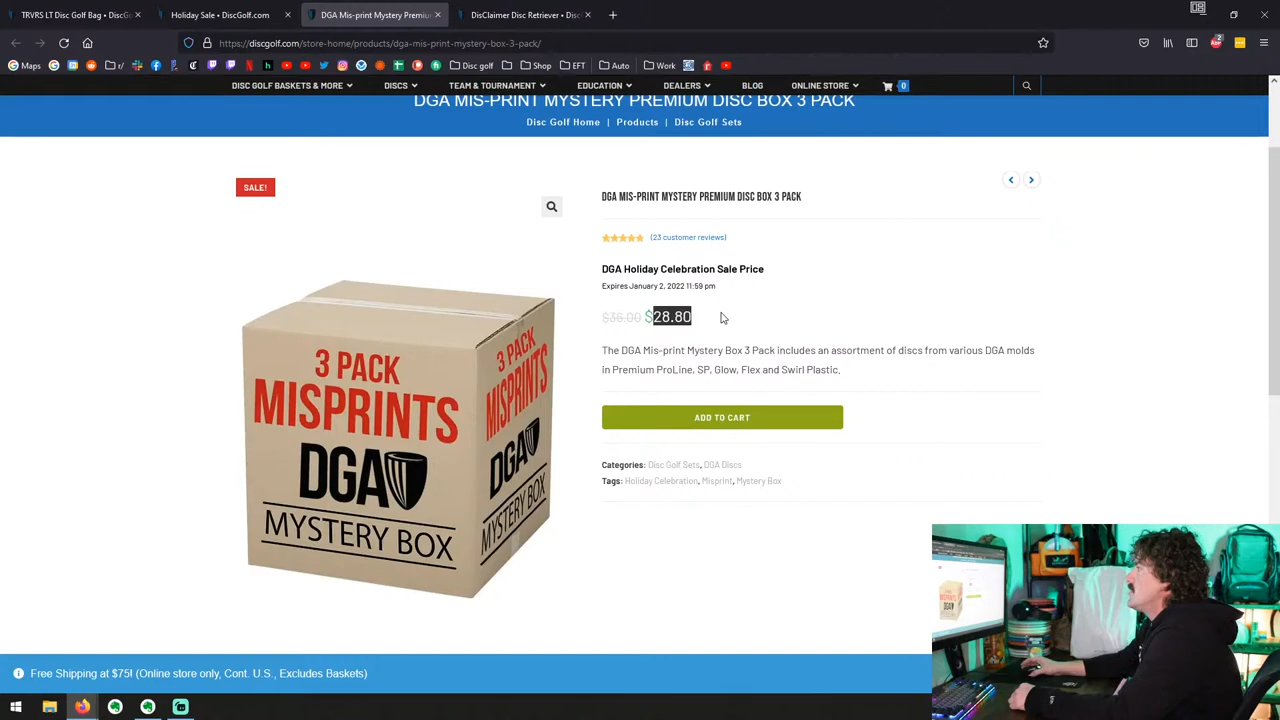 TRVRS LT Disc Golf Bag • Disc
Holiday Sale • DiscGolf.com
DGA Mis-Print Mystery Premiu
DisClaimer Disc Retriever • Disc
https://discgolf.com/store-home/products/dga-mis-print-mystery-box-3-pack/
Maps
r/
Disc golf
Shop
EFT
Auto
Work
DISC GOLF BASKETS & MORE
DISCS
TEAM & TOURNAMENT
EDUCATION
DEALERS
BLOG
ONLINE STORE
0
DGA MIS-PRINT MYSTERY PREMIUM DISC BOX 3 PACK
Disc Golf Home | Products | Disc Golf Sets
SALE!
DGA MIS-PRINT MYSTERY PREMIUM DISC BOX 3 PACK
(23 customer reviews)
DGA Holiday Celebration Sale Price
Expires January 2, 2022 11:59 pm
$36.00 $28.80
The DGA Mis-print Mystery Box 3 Pack includes an assortment of discs from various DGA molds
in Premium ProLine, SP, Glow, Flex and Swirl Plastic.
ADD TO CART
Categories: Disc Golf Sets, DGA Discs
Tags: Holiday Celebration, Misprint, Mystery Box
3 PACK
MISPRINTS
DGA
MYSTERY BOX
3 PACK
MISPRINTS
DGA
MYSTERY BOX
Free Shipping at $75! (Online store only, Cont. U.S., Excludes Baskets)